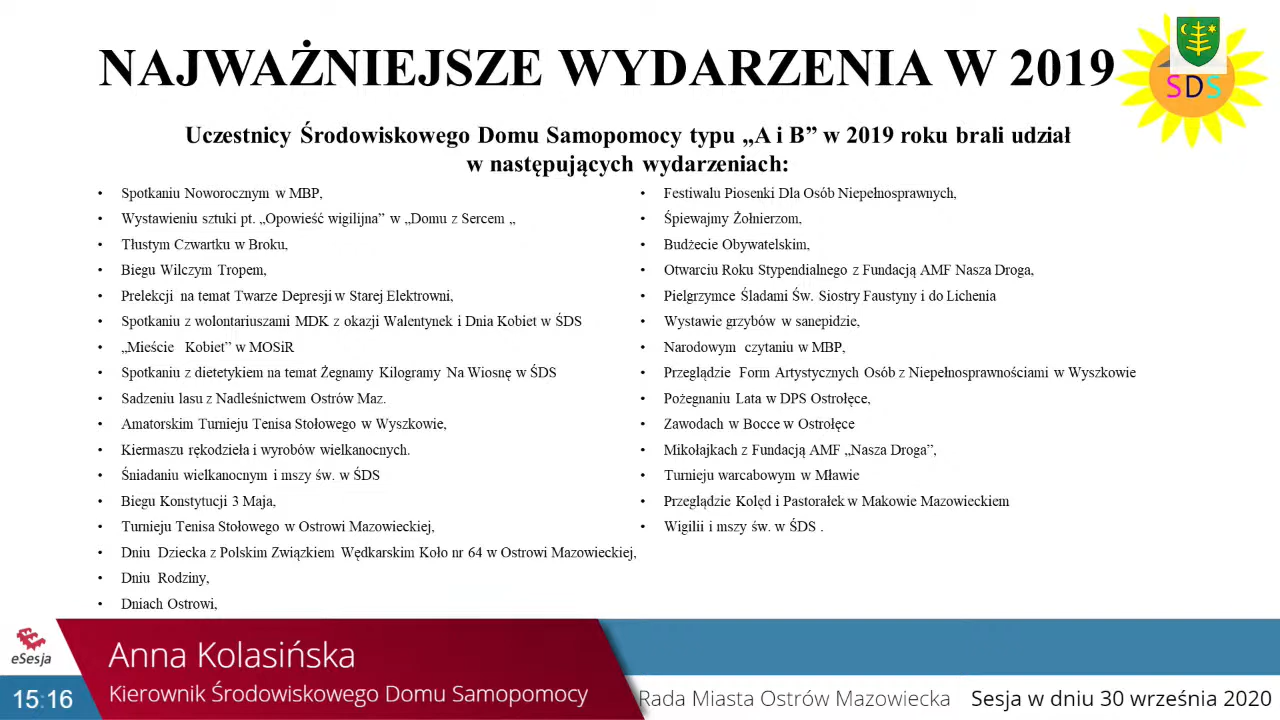 NAJWAŻNIEJSZE WYDARZENIA W 2019
SDS
Uczestnicy Środowiskowego Domu Samopomocy typu „A i B” w 2019 roku brali udział
w następujących wydarzeniach:
• Spotkaniu Noworocznym w MBP,
• Wystawieniu sztuki pt. „Opowieść wigilijna” w „Domu z Sercem „
• Tłustym Czwartku w Broku,
• Biegu Wilczym Tropem,
• Prelekcji na temat Twarze Depresji w Starej Elektrowni,
• Spotkaniu z wolontariuszami MDK z okazji Walentynek i Dnia Kobiet w ŚDS
• „Mieście Kobiet” w MOSiR
• Spotkaniu z dietetykiem na temat Żegnamy Kilogramy Na Wiosnę w ŚDS
• Sadzeniu lasu z Nadleśnictwem Ostrów Maz.
• Amatorskim Turnieju Tenisa Stołowego w Wyszkowie,
• Kiermaszu rękodzieła i wyrobów wielkanocnych.
• Śniadaniu wielkanocnym i mszy św. w ŚDS
• Biegu Konstytucji 3 Maja,
• Turnieju Tenisa Stołowego w Ostrowi Mazowieckiej,
• Dniu Dziecka z Polskim Związkiem Wędkarskim Koło nr 64 w Ostrowi Mazowieckiej,
• Dniu Rodziny,
• Dniach Ostrowi,
• Festiwalu Piosenki Dla Osób Niepełnosprawnych,
• Śpiewajmy Żołnierzom,
• Budżecie Obywatelskim,
• Otwarciu Roku Stypendialnego z Fundacją AMF Nasza Droga,
• Pielgrzymce Śladami Św. Siostry Faustyny i do Lichenia
• Wystawie grzybów w sanepidzie,
• Narodowym czytaniu w MBP,
• Przeglądzie Form Artystycznych Osób z Niepełnosprawnościami w Wyszkowie
• Pożegnaniu Lata w DPS Ostrołęce,
• Zawodach w Bocce w Ostrołęce
• Mikołajkach z Fundacją AMF „Nasza Droga”,
• Turnieju warcabowym w Mławie
• Przeglądzie Kolęd i Pastorałek w Makowie Mazowieckiem
• Wigilii i mszy św. w ŚDS .
eSesja
15:16
Anna Kolasińska
Kierownik Środowiskowego Domu Samopomocy
Rada Miasta Ostrów Mazowiecka
Sesja w dniu 30 września 2020